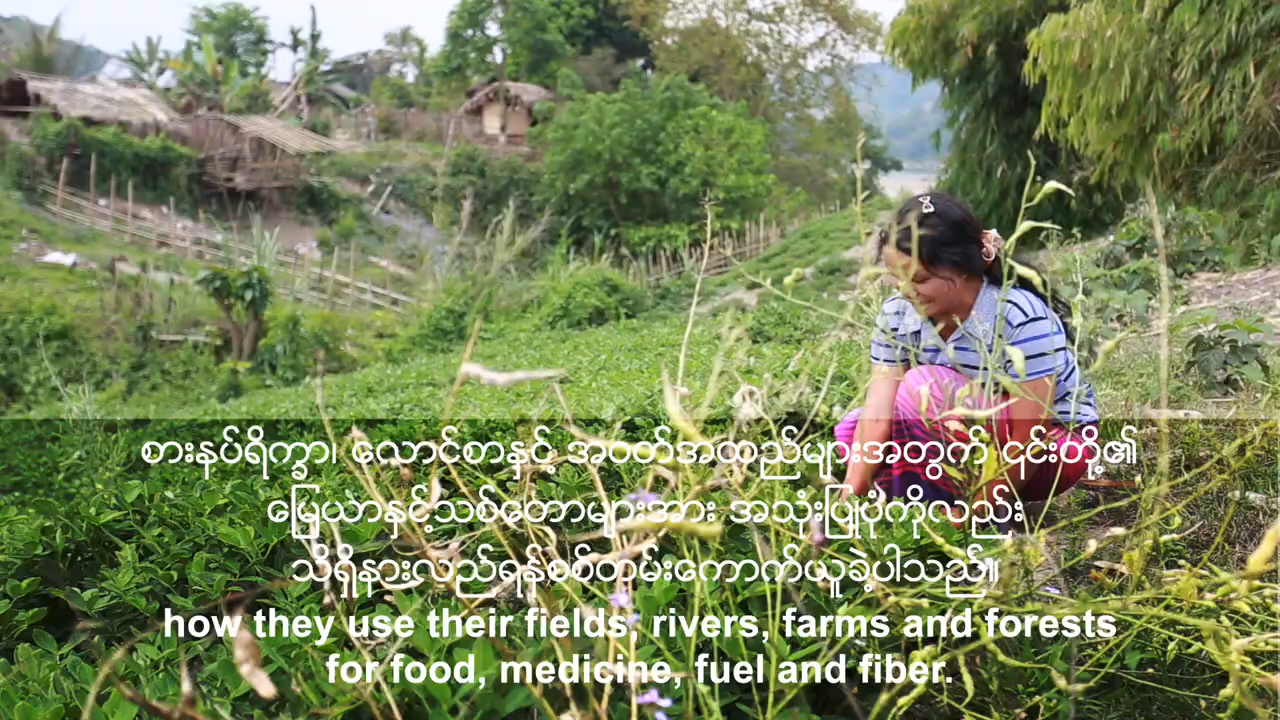 စားနပ်ရိက္ခာ၊ လောင်စာနှင့် အဝတ်အထည်များအတွက် ၎င်းတို့၏
မြေယာနှင့်သစ်တောများအား အသုံးပြုပုံကိုလည်း
သိရှိနားလည်ရန်စစ်တမ်းကောက်ယူခဲ့ပါသည်။
how they use their fields, rivers, farms and forests
for food, medicine, fuel and fiber.